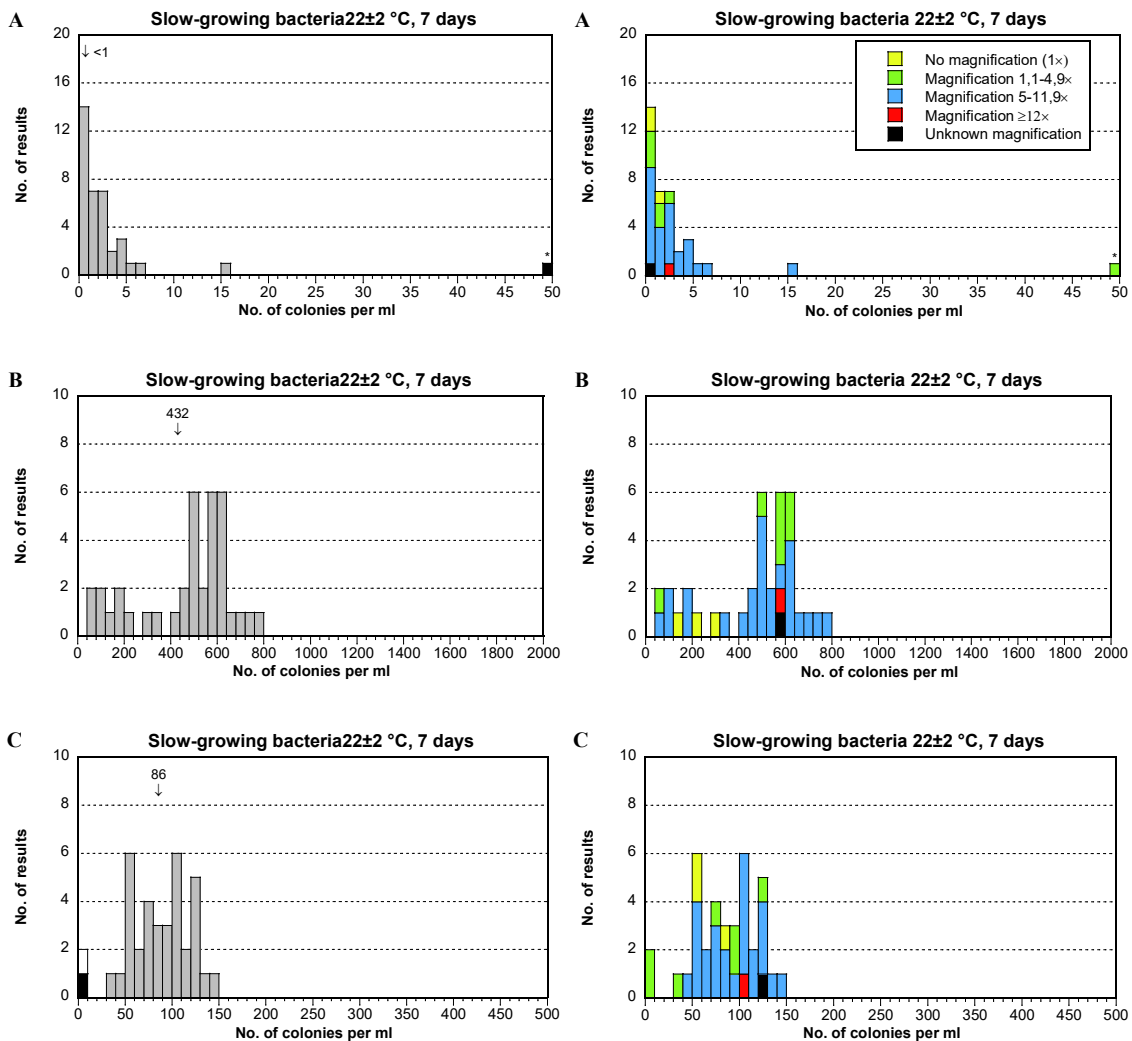 A
Slow-growing bacteria22±2 °C, 7 days
20
16
12
8
4
0
↓ <1
*
No. of results
0 5 10 15 20 25 30 35 40 45 50
No. of colonies per ml
A
Slow-growing bacteria 22±2 °C, 7 days
No magnification (1×)
Magnification 1,1-4,9×
Magnification 5-11,9×
Magnification ≥12×
Unknown magnification
20
16
12
8
4
0
*
No. of results
0 5 10 15 20 25 30 35 40 45 50
No. of colonies per ml
B
Slow-growing bacteria22±2 °C, 7 days
10
8
6
4
2
0
432
↓
No. of results
0 200 400 600 800 1000 1200 1400 1600 1800 2000
No. of colonies per ml
B
Slow-growing bacteria 22±2 °C, 7 days
10
8
6
4
2
0
No. of results
0 200 400 600 800 1000 1200 1400 1600 1800 2000
No. of colonies per ml
C
Slow-growing bacteria22±2 °C, 7 days
10
8
6
4
2
0
86
↓
No. of results
0 50 100 150 200 250 300 350 400 450 500
No. of colonies per ml
C
Slow-growing bacteria 22±2 °C, 7 days
10
8
6
4
2
0
No. of results
0 50 100 150 200 250 300 350 400 450 500
No. of colonies per ml